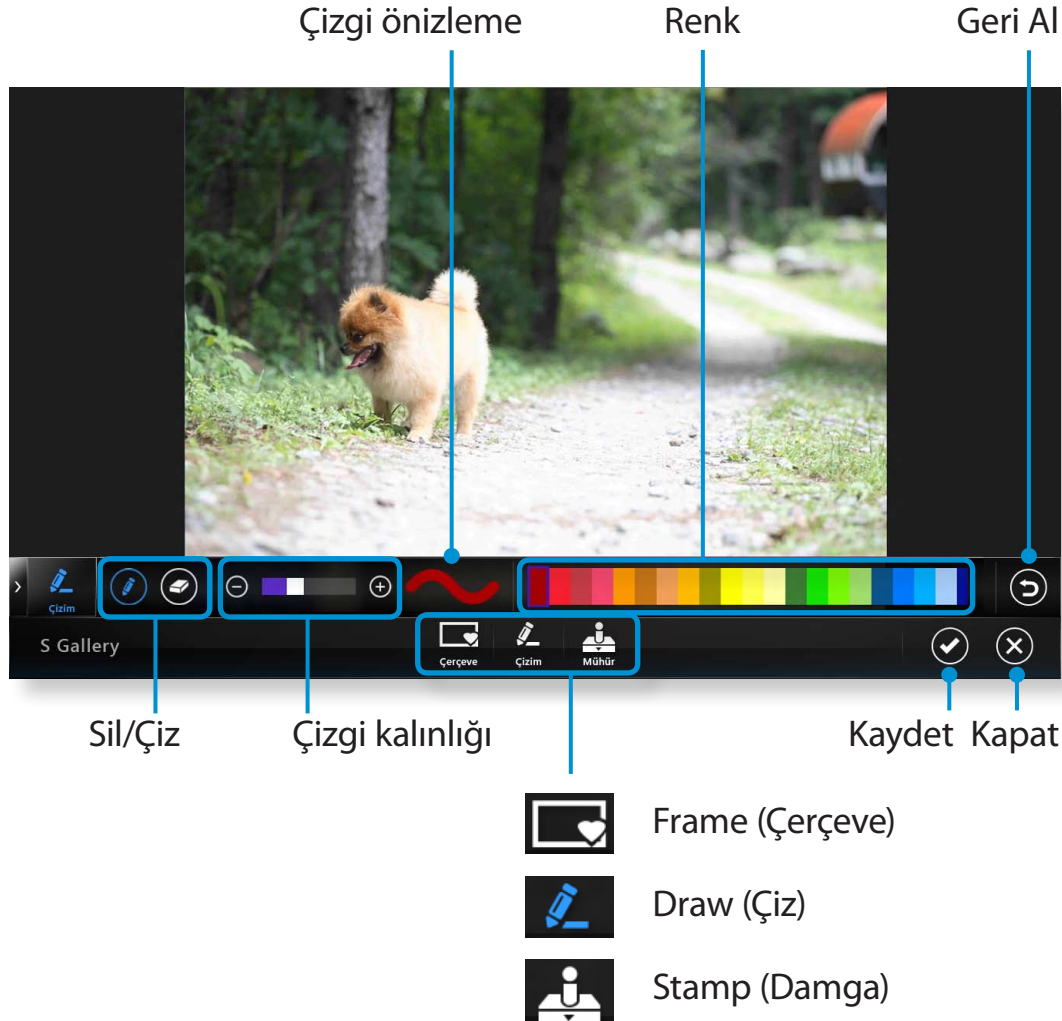 Çizgi önizleme
Renk
Geri Al
Çizim
S Gallery
Çerçeve
Çizim
Mühür
Sil/Çiz
Çizgi kalınlığı
Kaydet
Kapat
Frame (Çerçeve)
Draw (Çiz)
Stamp (Damga)